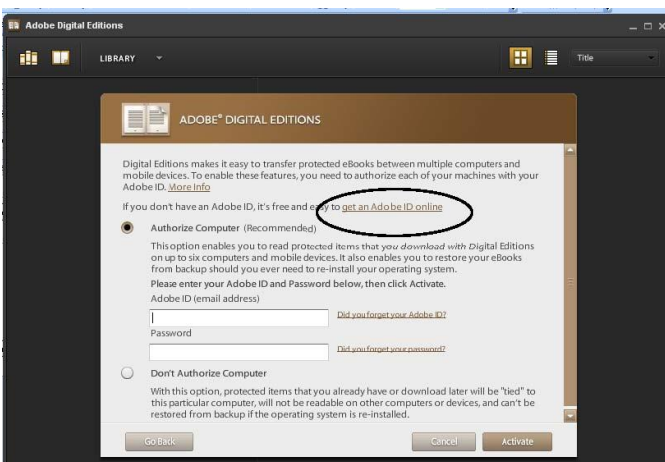 Adobe Digital Editions
LIBRARY
Title
ADOBE® DIGITAL EDITIONS
Digital Editions makes it easy to transfer protected eBooks between multiple computers and
mobile devices. To enable these features, you need to authorize each of your machines with your
Adobe ID. More Info
If you don't have an Adobe ID, it's free and easy to get an Adobe ID online
Authorize Computer (Recommended)
This option enables you to read protected items that you download with Digital Editions
on up to six computers and mobile devices. It also enables you to restore your eBooks
from backup should you ever need to re-install your operating system.
Please enter your Adobe ID and Password below, then click Activate.
Adobe ID (email address)
Did you forget your Adobe ID?
Password
Did you forget your password?
Don't Authorize Computer
With this option, protected items that you already have or download later will be "tied" to
this particular computer, will not be readable on other computers or devices, and can't be
restored from backup if the operating system is re-installed.
Go Back
Cancel
Activate